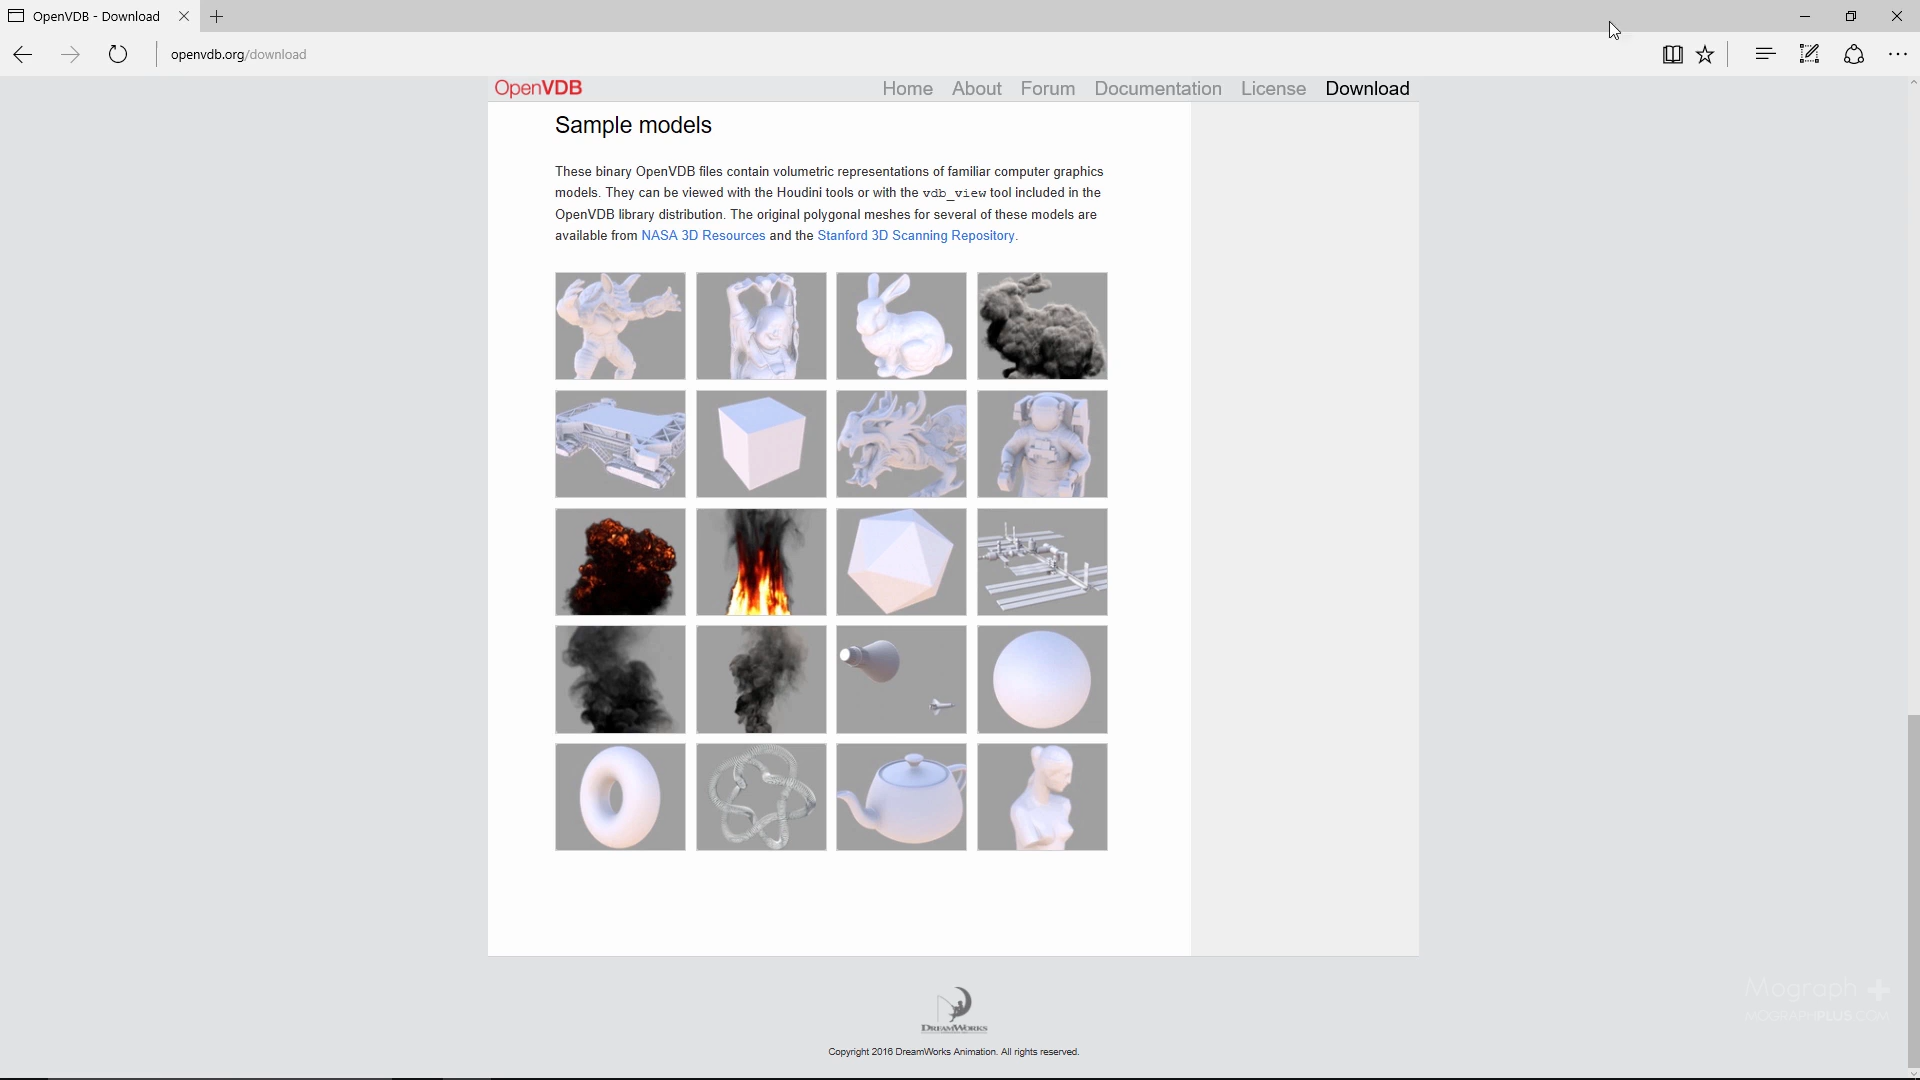 OpenVDB - Download
openvdb.org/download
OpenVDB
Home About Forum Documentation License Download
Sample models
These binary OpenVDB files contain volumetric representations of familiar computer graphics
models. They can be viewed with the Houdini tools or with the vdb_view tool included in the
OpenVDB library distribution. The original polygonal meshes for several of these models are
available from NASA 3D Resources and the Stanford 3D Scanning Repository.
Mograph +
MOGRAPHPLUS.COM
DREAMWORKS
Copyright 2016 DreamWorks Animation. All rights reserved.